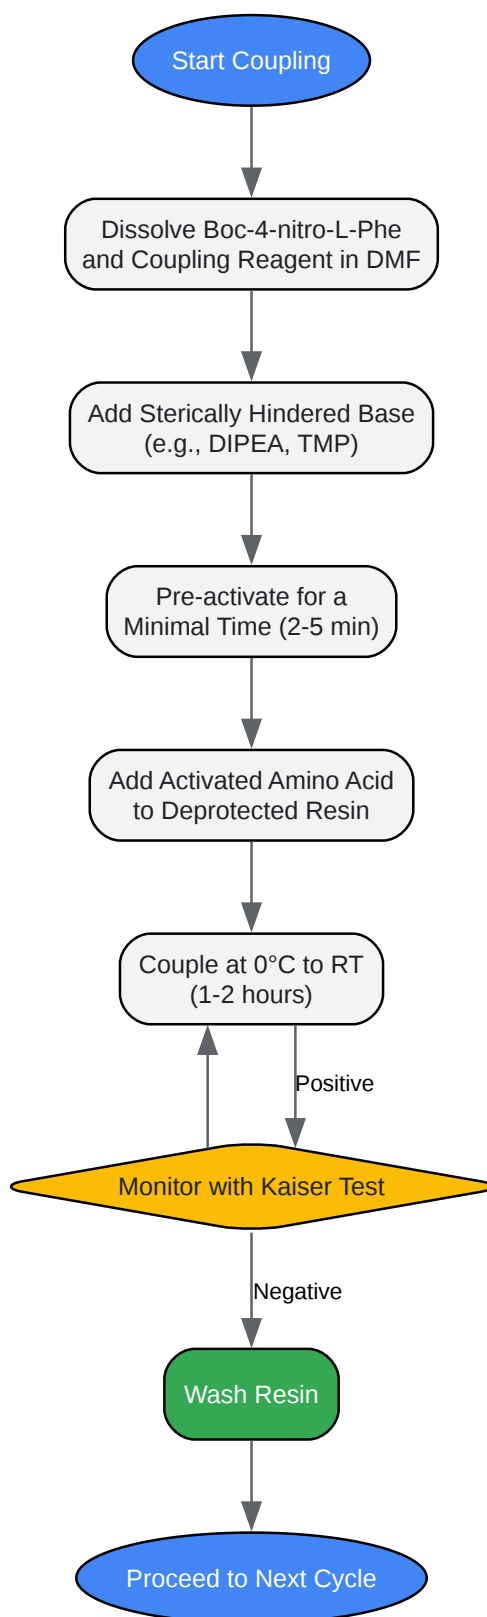 Start Coupling
Dissolve Boc-4-nitro-L-Phe
and Coupling Reagent in DMF
Add Sterically Hindered Base
(e.g., DIPEA, TMP)
Pre-activate for a
Minimal Time (2-5 min)
Add Activated Amino Acid
to Deprotected Resin
Couple at 0°C to RT
(1-2 hours)
Positive
Monitor with Kaiser Test
Negative
Wash Resin
Proceed to Next Cycle